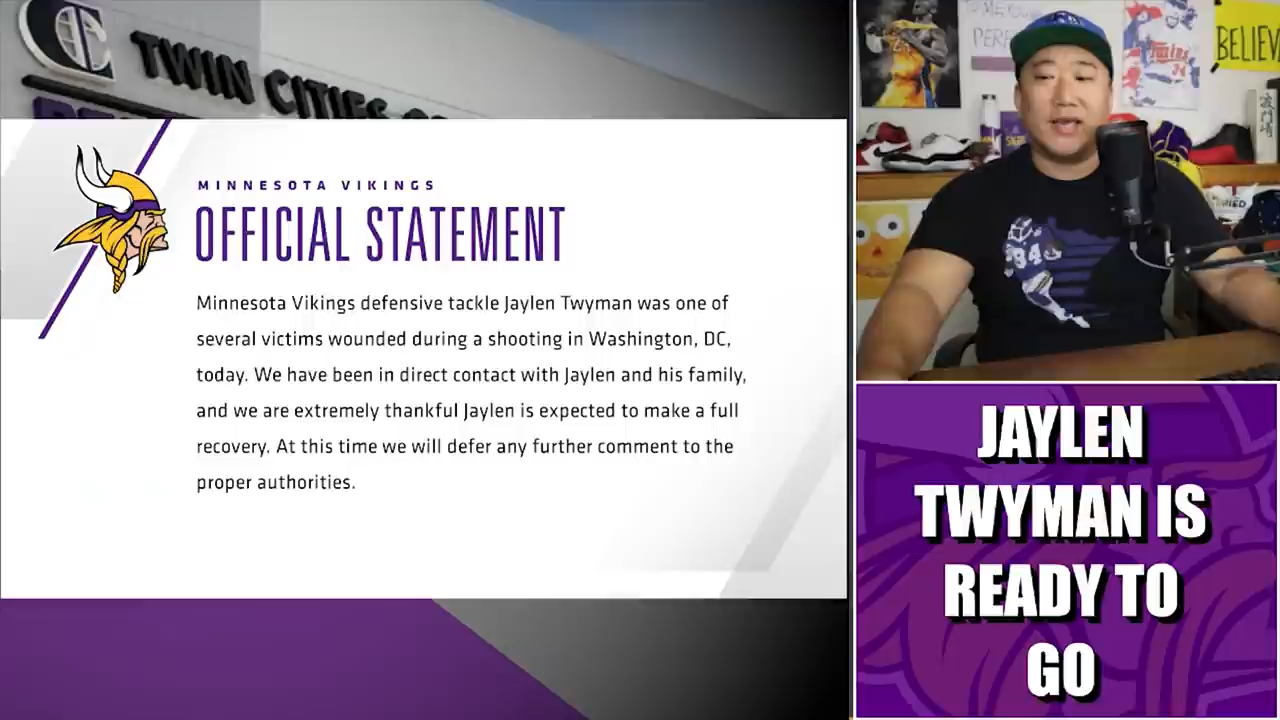 TWIN CITIES
MINNESOTA VIKINGS
OFFICIAL STATEMENT
Minnesota Vikings defensive tackle Jaylen Twyman was one of
several victims wounded during a shooting in Washington, DC,
today. We have been in direct contact with Jaylen and his family,
and we are extremely thankful Jaylen is expected to make a full
recovery. At this time we will defer any further comment to the
proper authorities.
BELIEV
84
JAYLEN
TWYMAN IS
READY TO
GO